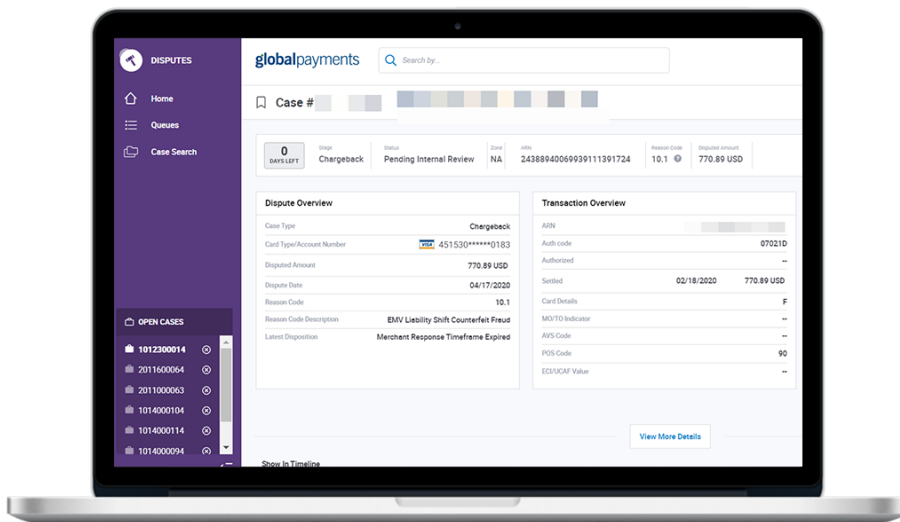 DISPUTES
Home
Queues
Case Search
OPEN CASES
1012300014
2011600064
2011000063
1014000104
1014000114
1014000094
globalpayments
Search by...
Case #
0
DAYS LEFT
Stage
Chargeback
Status
Pending Internal Review
Zone
NA
ARN
24388940069939111391724
Reason Code
10.1
Disputed Amount
770.89 USD
Dispute Overview
Case Type Chargeback
Card Type/Account Number VISA 451530******0183
Disputed Amount 770.89 USD
Dispute Date 04/17/2020
Reason Code 10.1
Reason Code Description EMV Liability Shift Counterfeit Fraud
Latest Disposition Merchant Response Timeframe Expired
Transaction Overview
ARN
Auth code 07021D
Authorized --
Settled 02/18/2020 770.89 USD
Card Details F
MO/TO Indicator --
AVS Code --
POS Code 90
ECI/UCAF Value --
View More Details
Show In Timeline